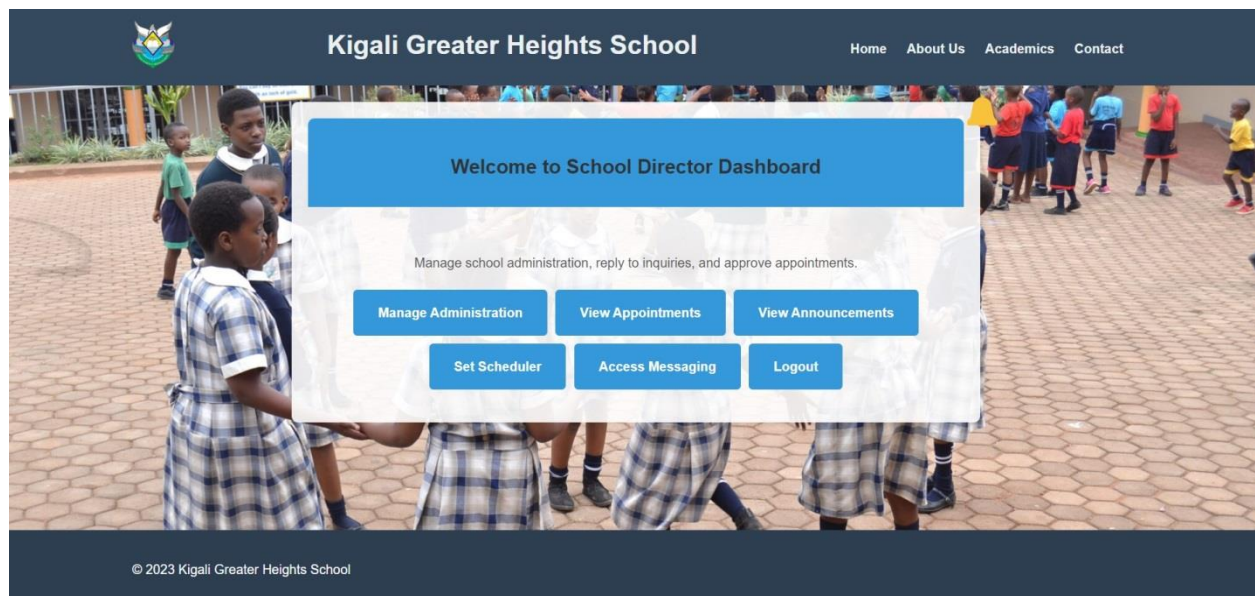 Kigali Greater Heights School
Home About Us Academics Contact
Welcome to School Director Dashboard
Manage school administration, reply to inquiries, and approve appointments.
Manage Administration View Appointments View Announcements
Set Scheduler Access Messaging Logout
© 2023 Kigali Greater Heights School